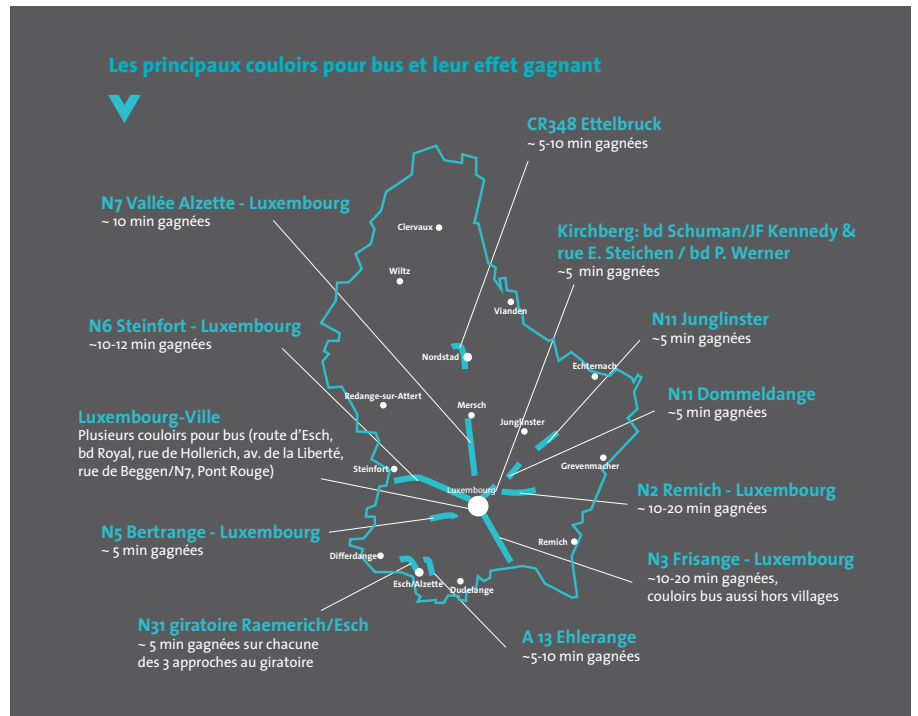 Les principaux couloirs pour bus et leur effet gagnant
CR348 Ettelbruck
~ 5-10 min gagnées
N7 Vallée Alzette - Luxembourg
~ 10 min gagnées
Kirchberg: bd Schuman/JF Kennedy &
rue E. Steichen / bd P. Werner
~5 min gagnées
Clervaux
Wiltz
Vianden
N6 Steinfort - Luxembourg
~10-12 min gagnées
N11 Junglinster
~5 min gagnées
Nordstad
Echternach
Redange-sur-Attert
Mersch
N11 Dommeldange
~5 min gagnées
Luxembourg-Ville
Plusieurs couloirs pour bus (route d'Esch,
bd Royal, rue de Hollerich, av. de la Liberté,
rue de Beggen/N7, Pont Rouge)
Junglinster
Steinfort
Grevenmacher
Luxembourg
N2 Remich - Luxembourg
~ 10-20 min gagnées
N5 Bertrange - Luxembourg
~ 5 min gagnées
Remich
Differdange
Esch/Alzette
Dudelange
N3 Frisange - Luxembourg
~10-20 min gagnées,
couloirs bus aussi hors villages
N31 giratoire Raemerich/Esch
~ 5 min gagnées sur chacune
des 3 approches au giratoire
A 13 Ehlerange
~5-10 min gagnées